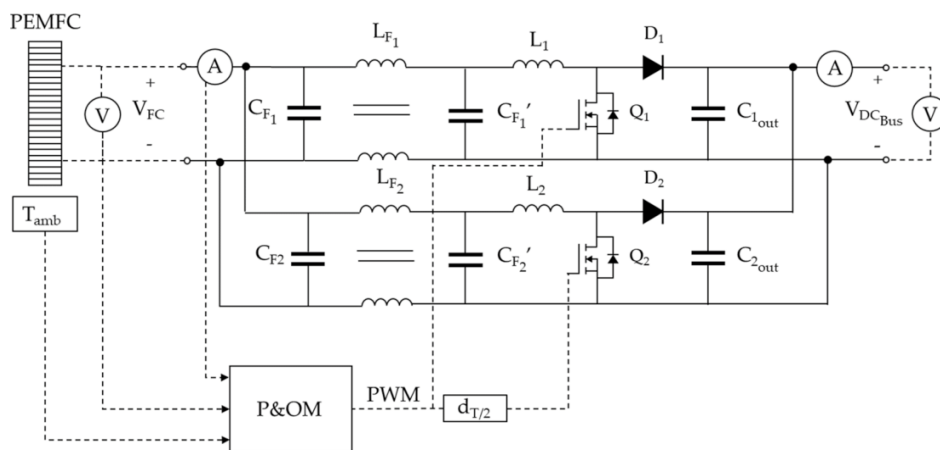 PEMFC
L_F1
L_1
D_1
A
A
+
+
V
V_FC
C_F1
C_F1'
Q_1
C_1out
V_DCBus
V
-
-
L_F2
L_2
D_2
T_amb
C_F2
C_F2'
Q_2
C_2out
P&OM
PWM
d_T/2